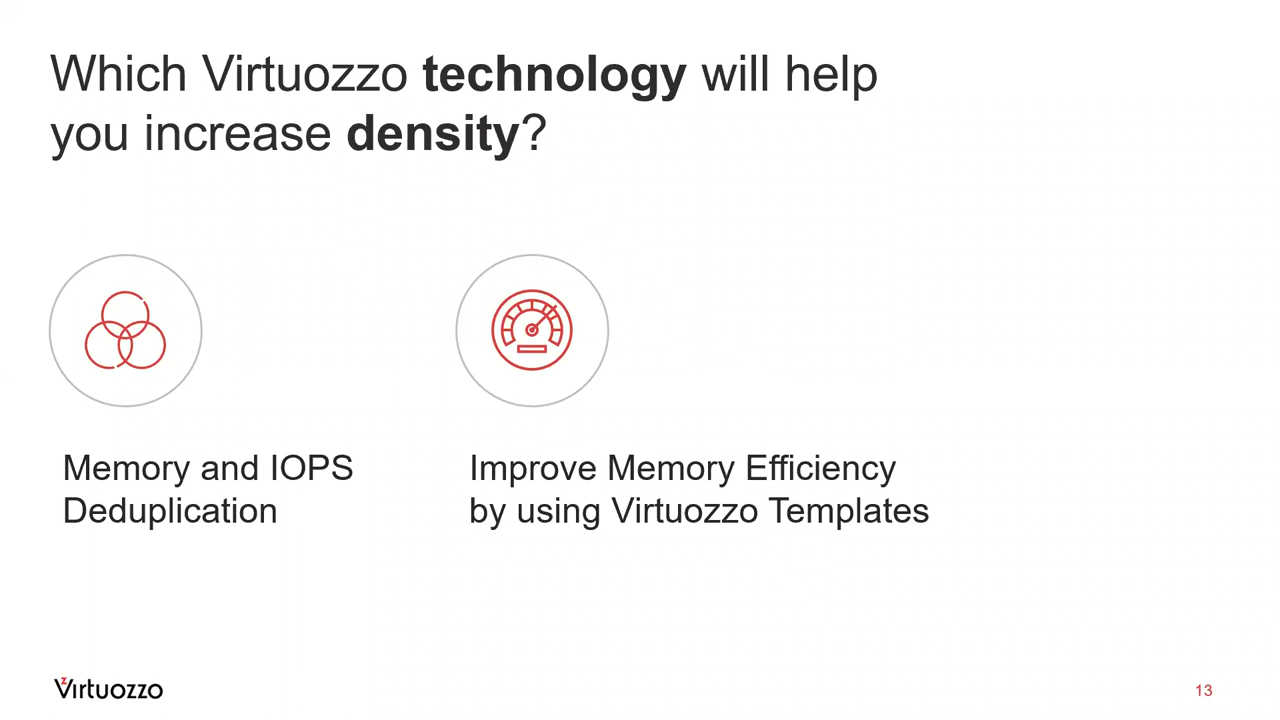 Which Virtuozzo technology will help
you increase density?
Memory and IOPS
Deduplication
Improve Memory Efficiency
by using Virtuozzo Templates
Virtuozzo
13